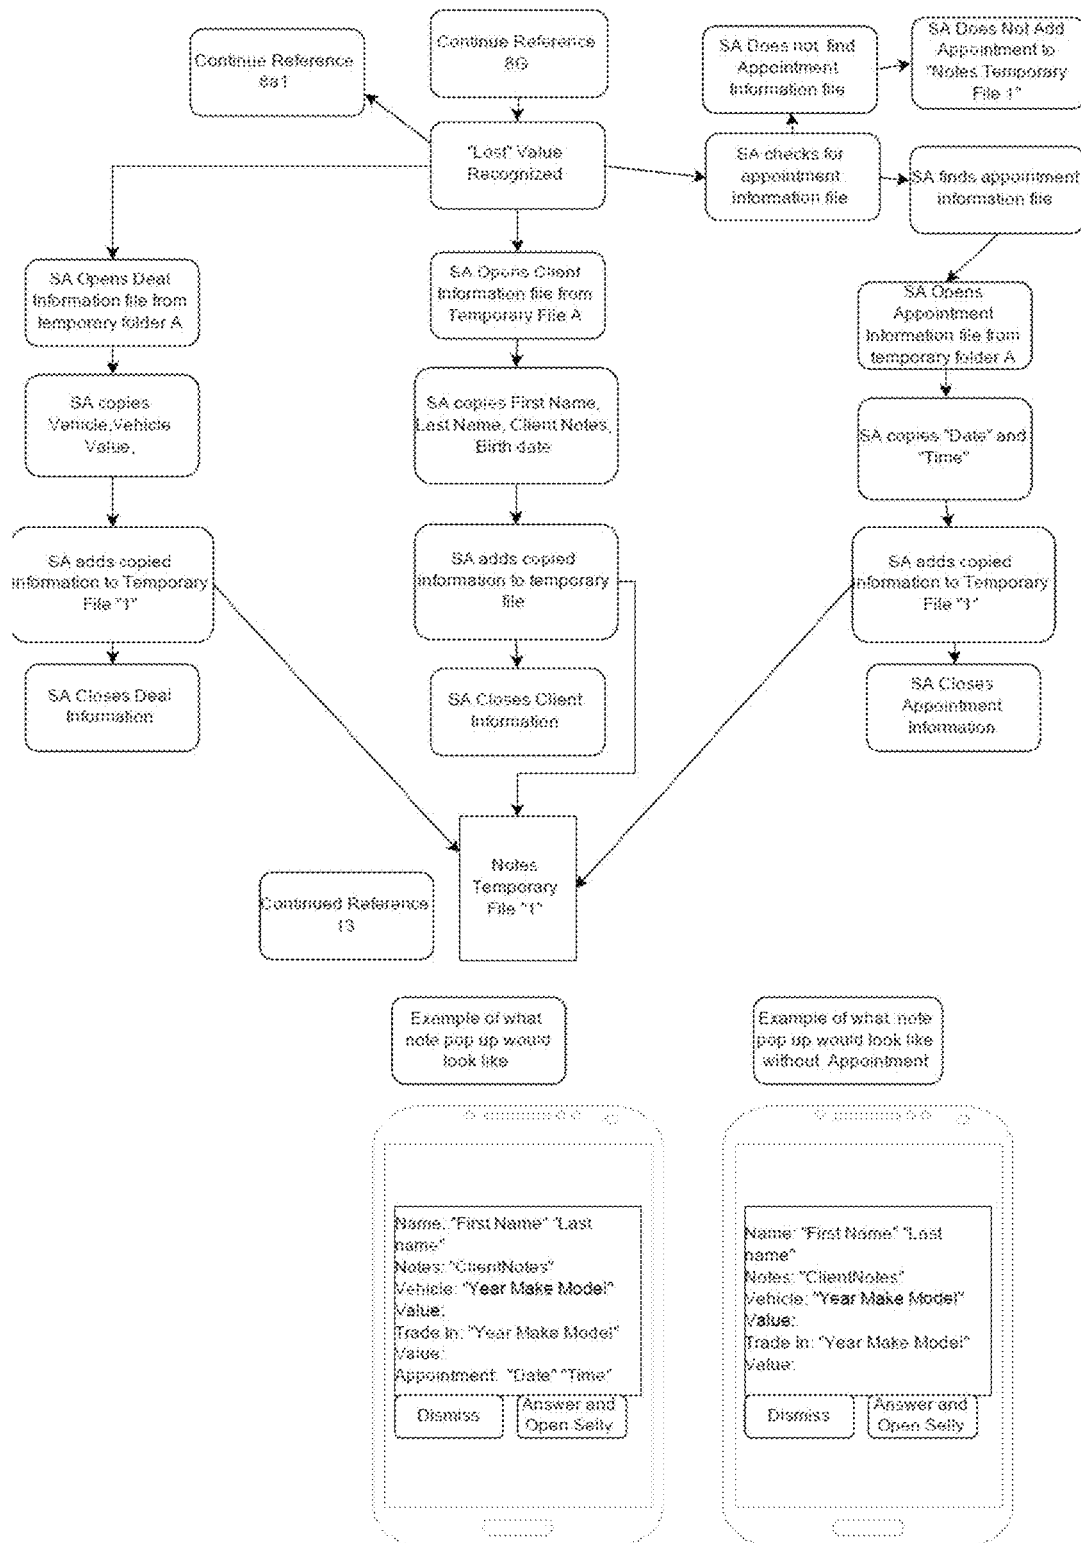 Continue Reference
8a1
Continue Reference
8G
SA Does not find
Appointment
Information file
SA Does Not Add
Appointment to
"Notes Temporary
File 1"
"Lost" Value
Recognized
SA checks for
appointment
information file
SA finds appointment
information file
SA Opens Deal
Information file from
temporary folder A
SA Opens Client
Information file from
Temporary File A
SA Opens
Appointment
Information file from
temporary folder A
SA copies
Vehicle,Vehicle
Value,
SA copies First Name,
Last Name, Client Notes,
Birth date
SA copies "Date" and
"Time"
SA adds copied
information to Temporary
File "1"
SA adds copied
information to temporary
file
SA adds copied
information to Temporary
File "1"
SA Closes Deal
Information
SA Closes Client
Information
SA Closes
Appointment
Information
Notes
Temporary
File "1"
Continued Reference
13
Example of what
note pop up would
look like
Example of what note
pop up would look like
without Appointment
Name: "First Name" "Last
name"
Notes: "ClientNotes"
Vehicle: "Year Make Model"
Value:
Trade In: "Year Make Model"
Value:
Appointment: "Date" "Time"
Dismiss
Answer and
Open Selly
Name: "First Name" "Last
name"
Notes: "ClientNotes"
Vehicle: "Year Make Model"
Value:
Trade In: "Year Make Model"
Value:
Dismiss
Answer and
Open Selly